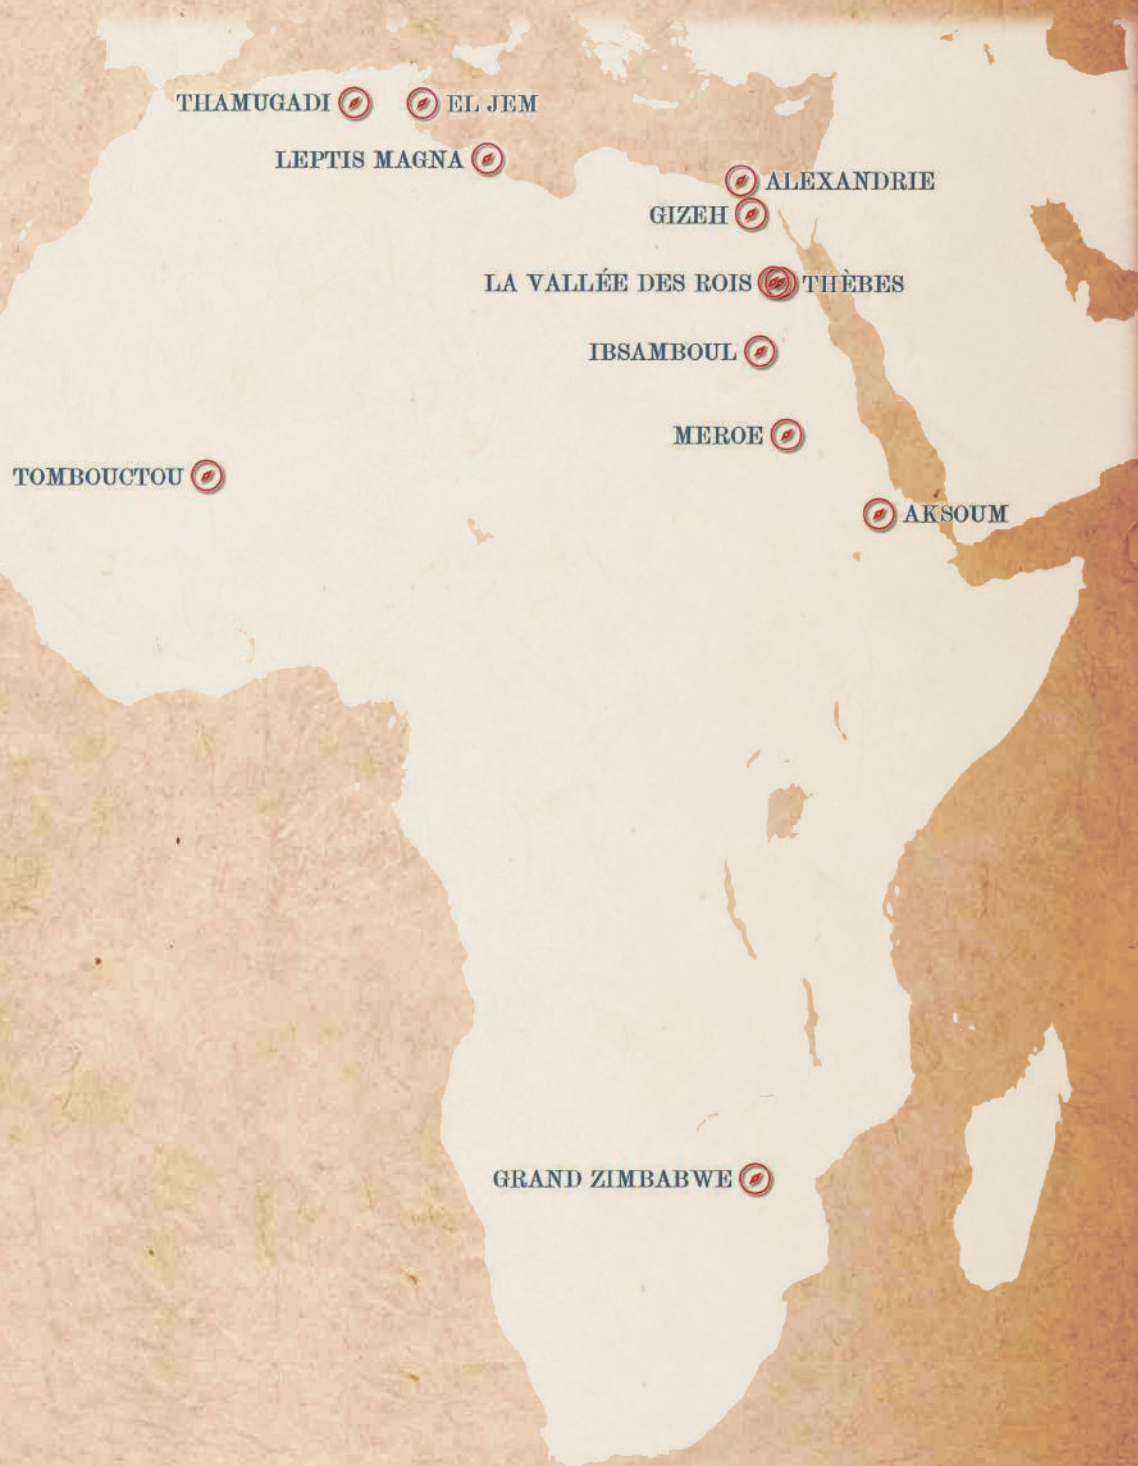 THAMUGADI
EL JEM
LEPTIS MAGNA
ALEXANDRIE
GIZEH
LA VALLÉE DES ROIS
THÈBES
IBSAMBOUL
MEROE
TOMBOUCTOU
AKSOUM
GRAND ZIMBABWE